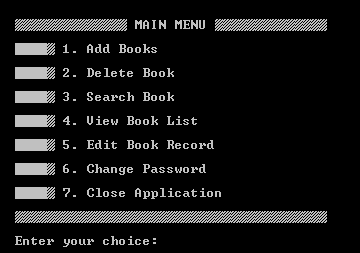 MAIN MENU
1. Add Books
2. Delete Book
3. Search Book
4. View Book List
5. Edit Book Record
6. Change Password
7. Close Application
Enter your choice: